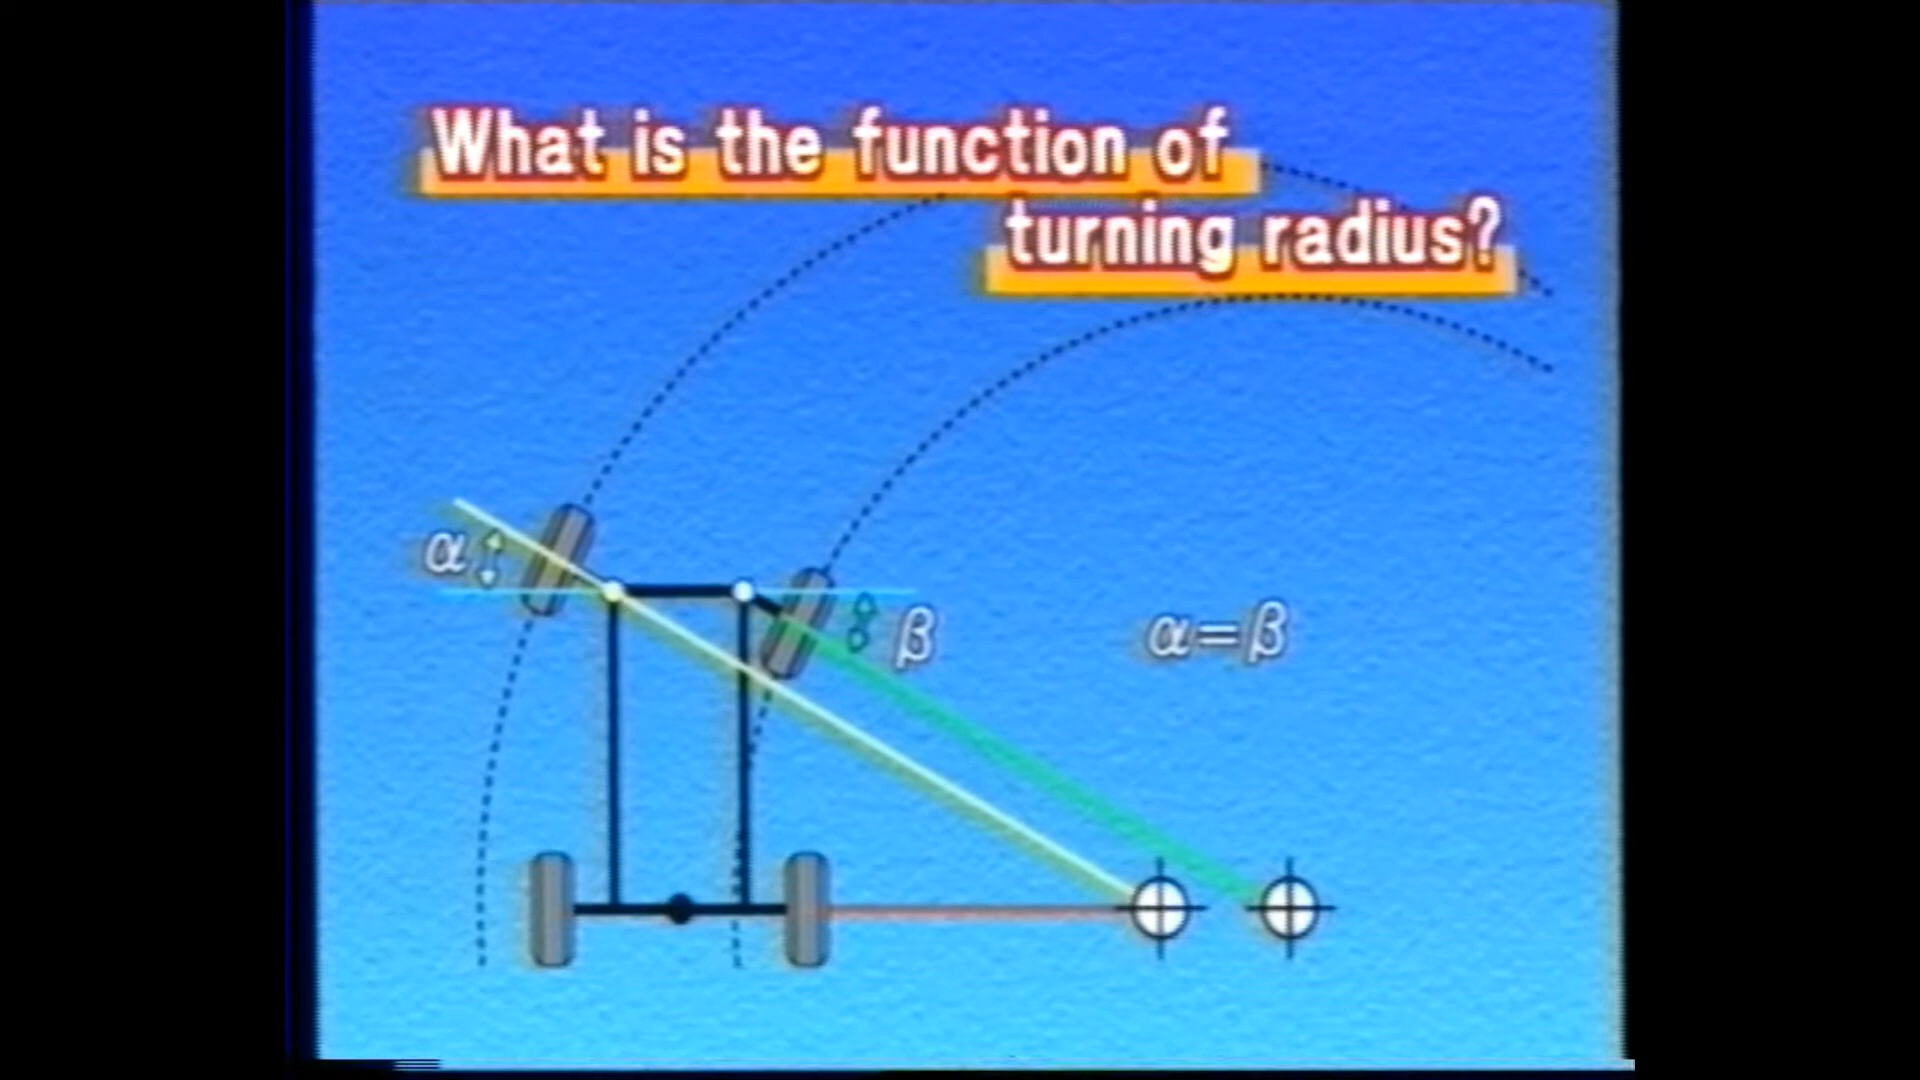 What is the function of
turning radius?
α
β
α=β